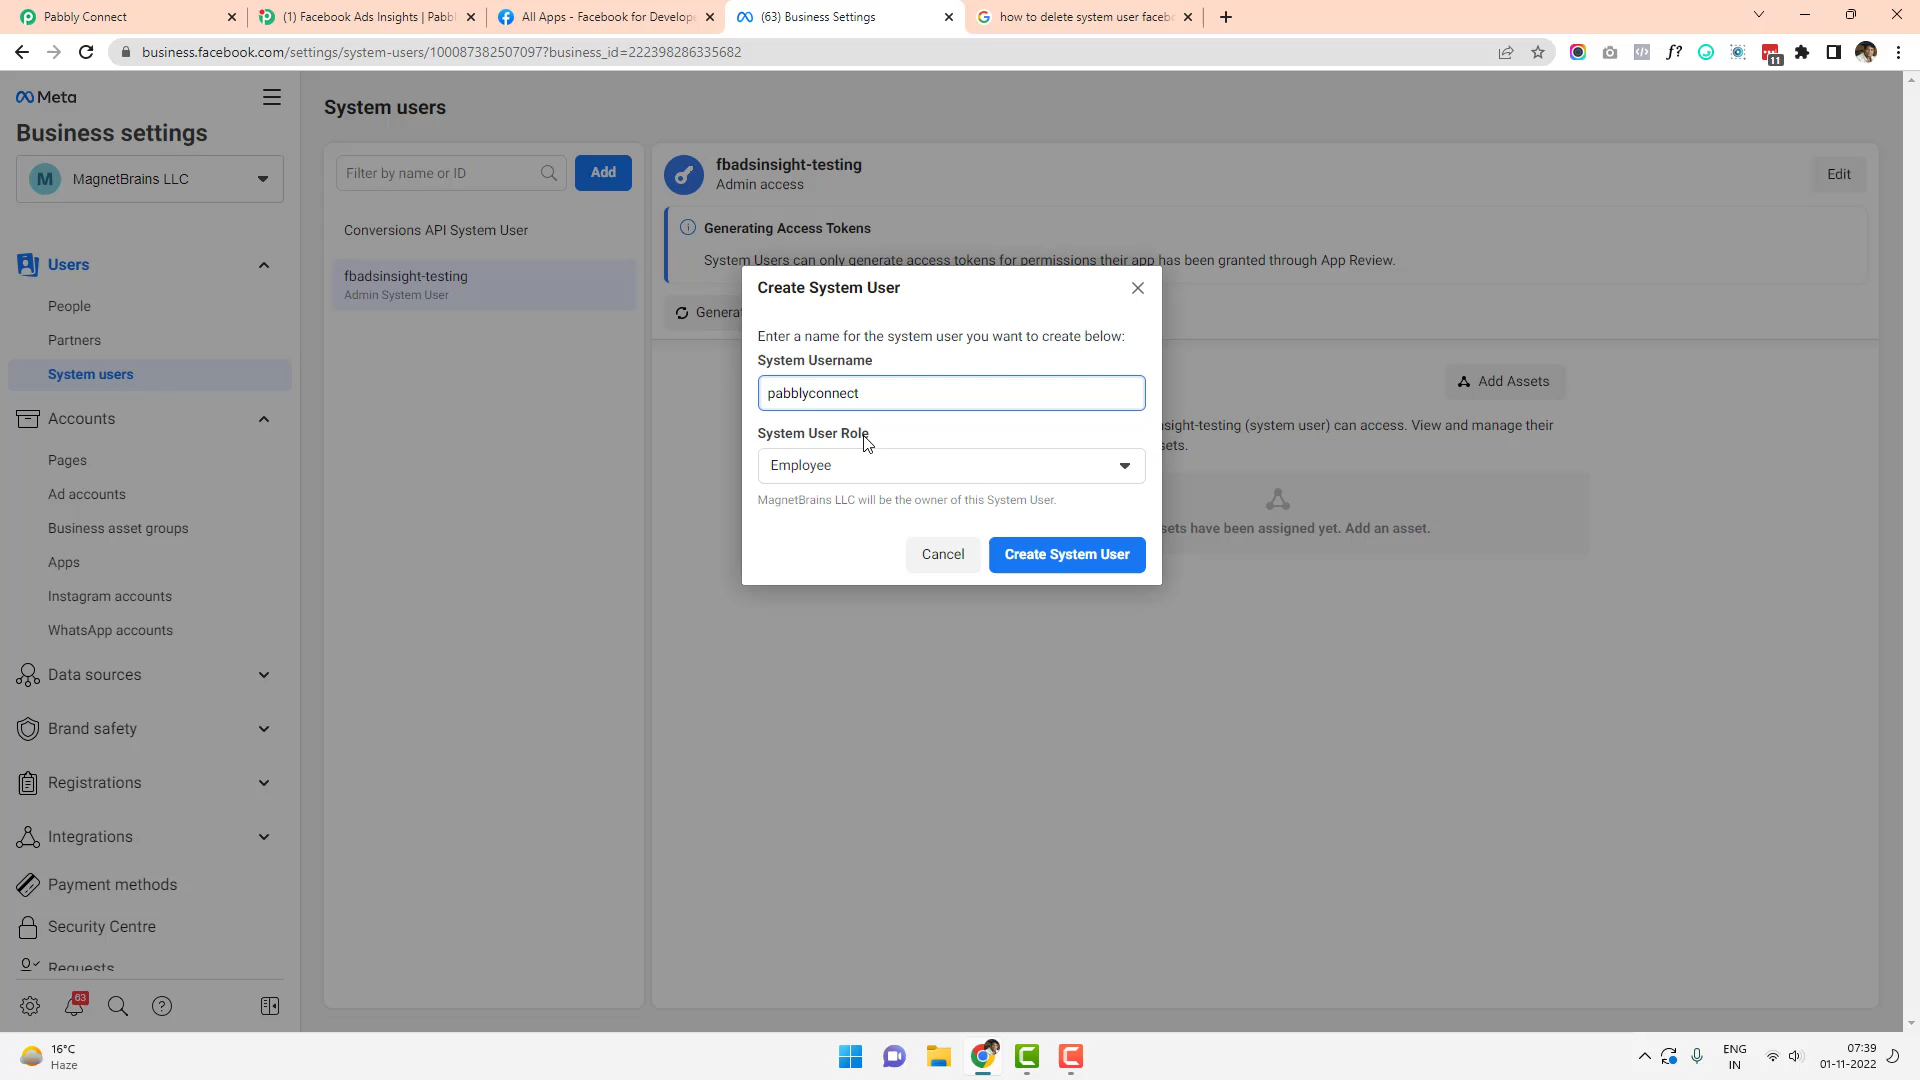 Pabbly Connect
(1) Facebook Ads Insights | Pabbl
All Apps - Facebook for Develope
(63) Business Settings
how to delete system user facebo
business.facebook.com/settings/system-users/100087382507097?business_id=222398286335682
f?
11
Meta
Business settings
M
MagnetBrains LLC
Users
People
Partners
System users
Accounts
Pages
Ad accounts
Business asset groups
Apps
Instagram accounts
WhatsApp accounts
Data sources
Brand safety
Registrations
Integrations
Payment methods
Security Centre
Requests
63
System users
Filter by name or ID
Add
Conversions API System User
fbadsinsight-testing
Admin System User
fbadsinsight-testing
Admin access
Edit
Generating Access Tokens
System Users can only generate access tokens for permissions their app has been granted through App Review.
Genera
Add Assets
sight-testing (system user) can access. View and manage their
sets.
sets have been assigned yet. Add an asset.
Create System User
Enter a name for the system user you want to create below:
System Username
pabblyconnect
System User Role
Employee
MagnetBrains LLC will be the owner of this System User.
Cancel
Create System User
16°C
Haze
ENG
IN
07:39
01-11-2022